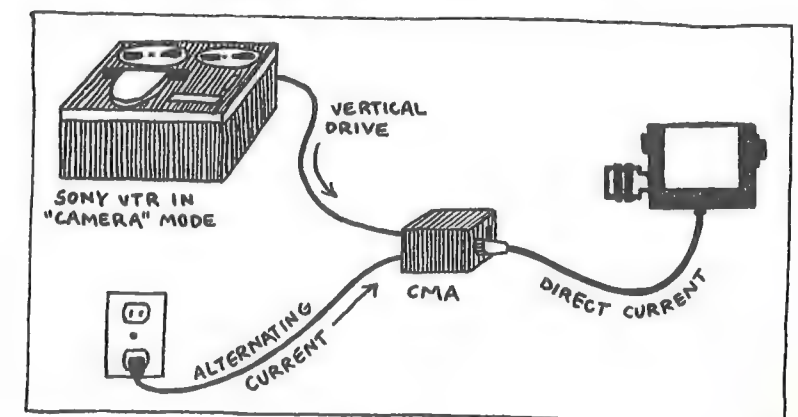 VERTICAL
DRIVE
SONY VTR IN
"CAMERA" MODE
CMA
DIRECT CURRENT
ALTERNATING
CURRENT